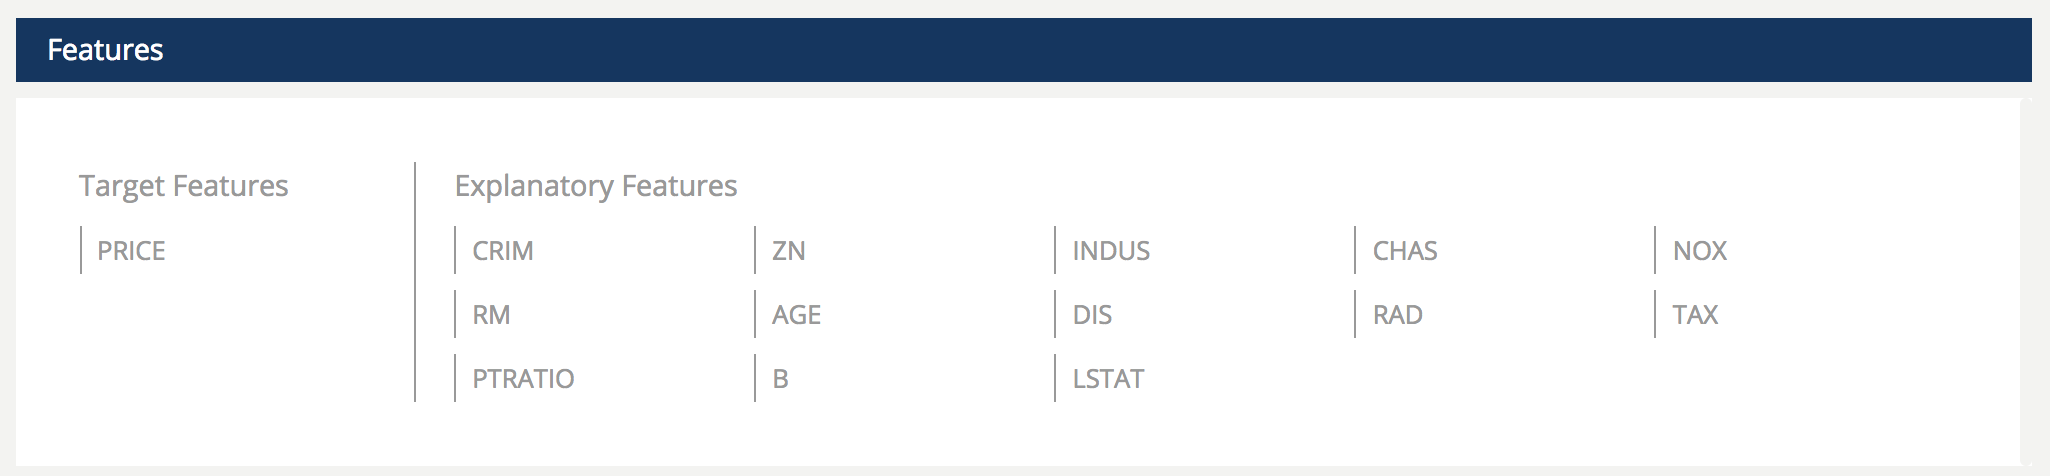 Features
Target Features
PRICE
Explanatory Features
CRIM ZN INDUS CHAS NOX
RM AGE DIS RAD TAX
PTRATIO B LSTAT